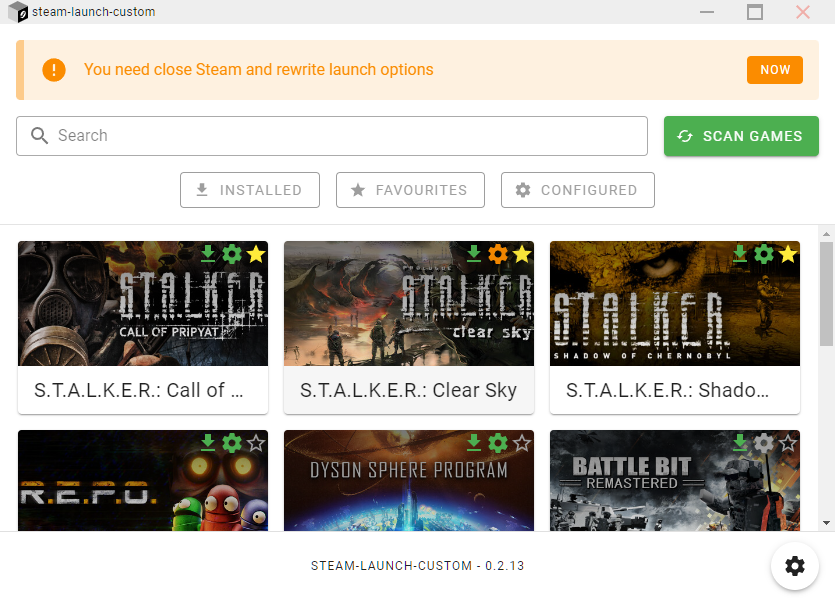 steam-launch-custom
You need close Steam and rewrite launch options
NOW
Search
SCAN GAMES
INSTALLED
FAVOURITES
CONFIGURED
S.T.A.L.K.E.R.
CALL OF PRIPYAT
PROLOGUE
S.T.A.L.K.E.R.
clear sky
S.T.A.L.K.E.R.
SHADOW OF CHERNOBYL
S.T.A.L.K.E.R.: Call of ...
S.T.A.L.K.E.R.: Clear Sky
S.T.A.L.K.E.R.: Shado...
R.E.P.O.
DYSON SPHERE PROGRAM
BATTLE BIT
REMASTERED
STEAM-LAUNCH-CUSTOM - 0.2.13